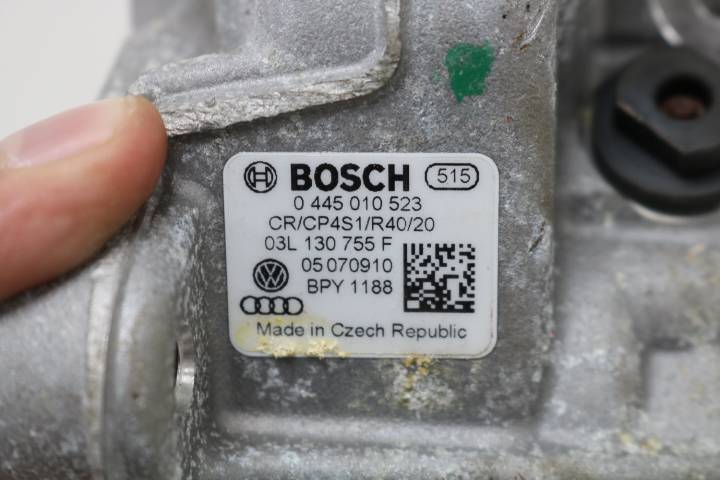 BOSCH 515
0 445 010 523
CR/CP4S1/R40/20
03L 130 755 F
05070910
BPY 1188
Made in Czech Republic